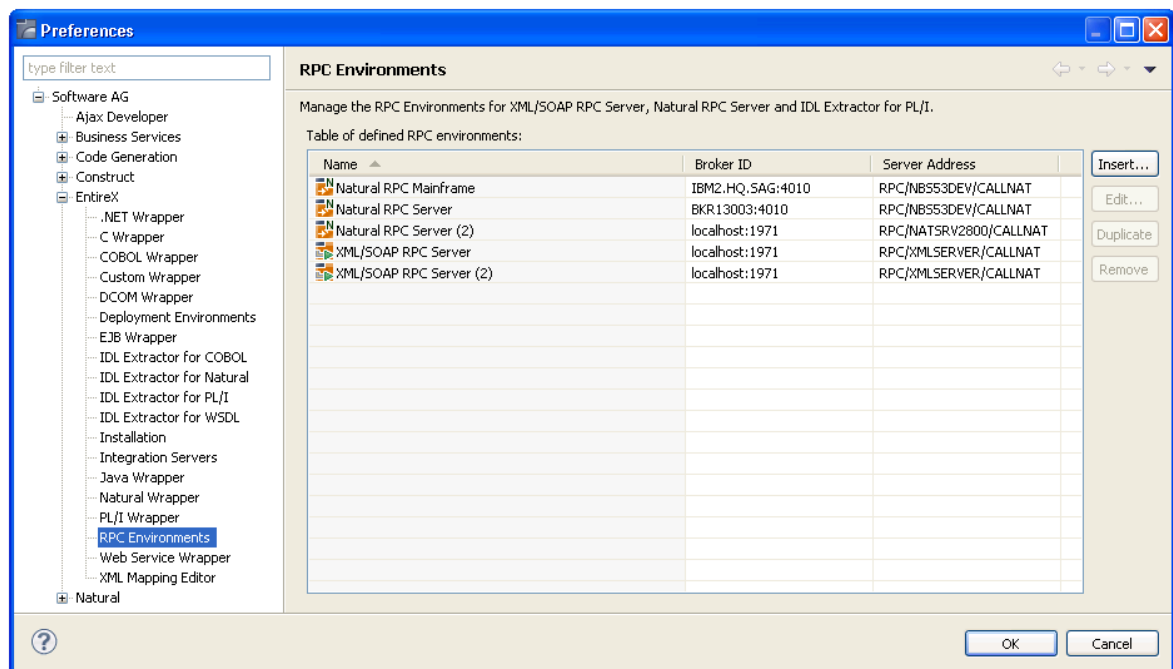 Preferences
type filter text
Software AG
Ajax Developer
Business Services
Code Generation
Construct
EntireX
.NET Wrapper
C Wrapper
COBOL Wrapper
Custom Wrapper
DCOM Wrapper
Deployment Environments
EJB Wrapper
IDL Extractor for COBOL
IDL Extractor for Natural
IDL Extractor for PL/I
IDL Extractor for WSDL
Installation
Integration Servers
Java Wrapper
Natural Wrapper
PL/I Wrapper
RPC Environments
Web Service Wrapper
XML Mapping Editor
Natural
RPC Environments
Manage the RPC Environments for XML/SOAP RPC Server, Natural RPC Server and IDL Extractor for PL/I.
Table of defined RPC environments:
Name Broker ID Server Address
Natural RPC Mainframe IBM2.HQ.SAG:4010 RPC/NBS53DEV/CALLNAT
Natural RPC Server BKR13003:4010 RPC/NBS53DEV/CALLNAT
Natural RPC Server (2) localhost:1971 RPC/NATSRV2800/CALLNAT
XML/SOAP RPC Server localhost:1971 RPC/XMLSERVER/CALLNAT
XML/SOAP RPC Server (2) localhost:1971 RPC/XMLSERVER/CALLNAT
Insert...
Edit...
Duplicate
Remove
OK Cancel